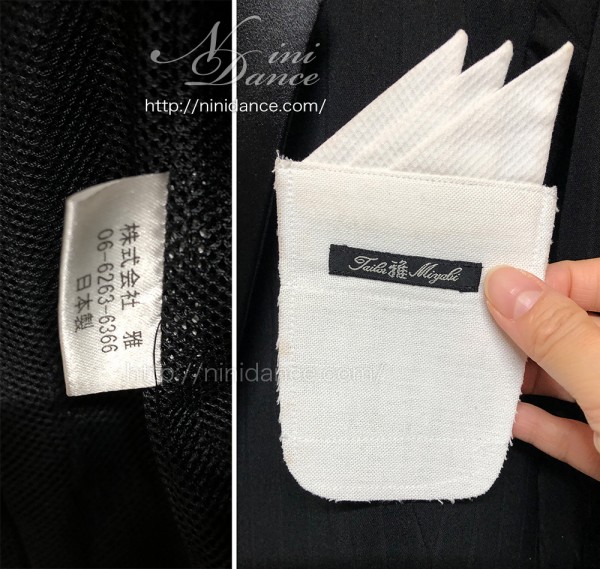 Nini
Dance
http://ninidance.com/
株式会社 雅
06-6263-6366
日本製
Tailor 雅 Miyabi
http://ninidance.com/